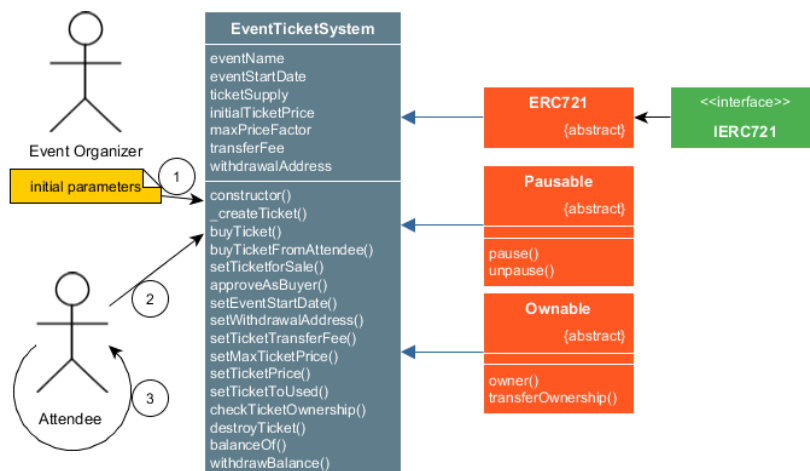 EventTicketSystem
eventName
eventStartDate
ticketSupply
initialTicketPrice
maxPriceFactor
transferFee
withdrawalAddress
constructor()
_createTicket()
buyTicket()
buyTicketFromAttendee()
setTicketforSale()
approveAsBuyer()
setEventStartDate()
setWithdrawalAddress()
setTicketTransferFee()
setMaxTicketPrice()
setTicketPrice()
setTicketToUsed()
checkTicketOwnership()
destroyTicket()
balanceOf()
withdrawBalance()
Event Organizer
initial parameters
1
2
3
Attendee
ERC721
{abstract}
<<interface>>
IERC721
Pausable
{abstract}
pause()
unpause()
Ownable
{abstract}
owner()
transferOwnership()